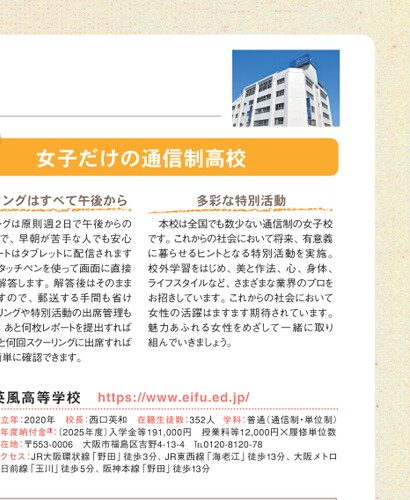 女子だけの通信制高校
ングはすべて午後から
多彩な特別活動
グは原則週2日で午後からの
で、早朝が苦手な人でも安心
ートはタブレットに配信されます
タッチペンを使って画面に直接
解答します。解答後はそのまま
すので、郵送する手間も省け
リングや特別活動の出席管理も
、あと何枚レポートを提出すれば
と何回スクーリングに出席すれば
単に確認できます。
本校は全国でも数少ない通信制の女子校
です。これからの社会において将来、有意義
に暮らせるヒントとなる特別活動を実施。
校外学習をはじめ、美と作法、心、身体、
ライフスタイルなど、さまざまな業界のプロを
お招きしています。これからの社会において
女性の活躍はますます期待されています。
魅力あふれる女性をめざして一緒に取り
組んでいきましょう。
英風高等学校 https://www.eifu.ed.jp/
立年：2020年 校長：西口英和 在籍生徒数：352人 学科：普通（通信制・単位制）
年度納付金：（2025年度）入学金等191,000円 授業料等12,000円×履修単位数
在地：〒553-0006 大阪市福島区吉野4-13-4 TEL0120-8120-78
クセス：JR大阪環状線「野田」徒歩3分、JR東西線「海老江」徒歩13分、大阪メトロ
日前線「玉川」徒歩5分、阪神本線「野田」徒歩13分